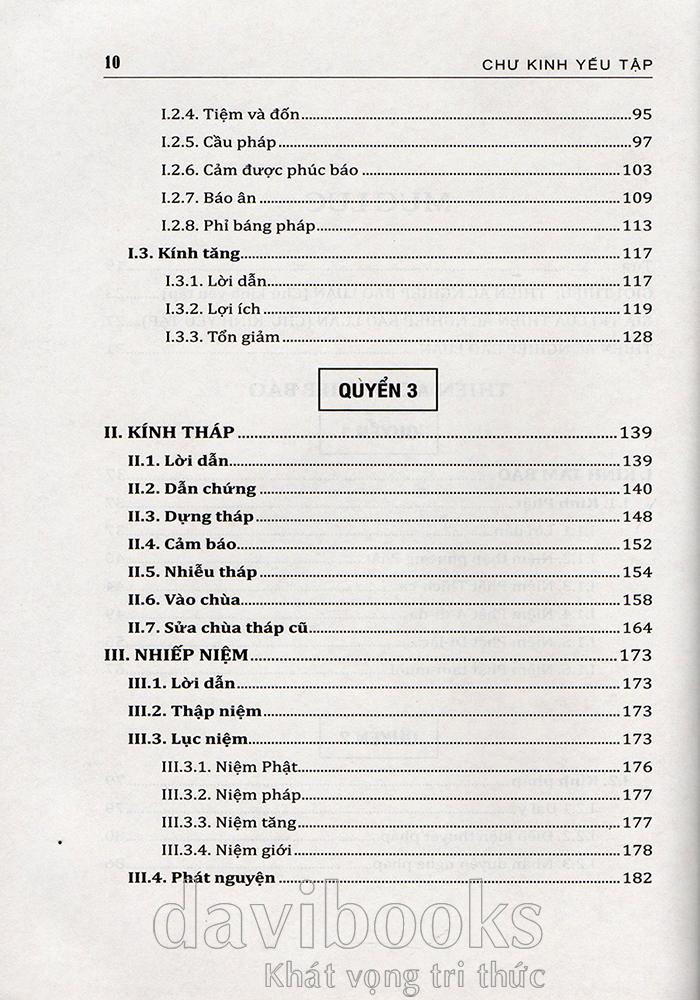 10 CHƯ KINH YẾU TẬP
I.2.4. Tiệm và đốn 95
I.2.5. Cầu pháp 97
I.2.6. Cảm được phúc báo 103
I.2.7. Báo ân 109
I.2.8. Phỉ báng pháp 113
I.3. Kính tăng 117
I.3.1. Lời dẫn 117
I.3.2. Lợi ích 119
I.3.3. Tổn giảm 128
QUYỂN 3
II. KÍNH THÁP 139
II.1. Lời dẫn 139
II.2. Dẫn chứng 140
II.3. Dựng tháp 148
II.4. Cảm báo 152
II.5. Nhiễu tháp 154
II.6. Vào chùa 158
II.7. Sửa chùa tháp cũ 164
III. NHIẾP NIỆM 173
III.1. Lời dẫn 173
III.2. Thập niệm 173
III.3. Lục niệm 173
III.3.1. Niệm Phật 176
III.3.2. Niệm pháp 177
III.3.3. Niệm tăng 177
III.3.4. Niệm giới 178
III.4. Phát nguyện 182
davibooks
Khát vọng tri thức